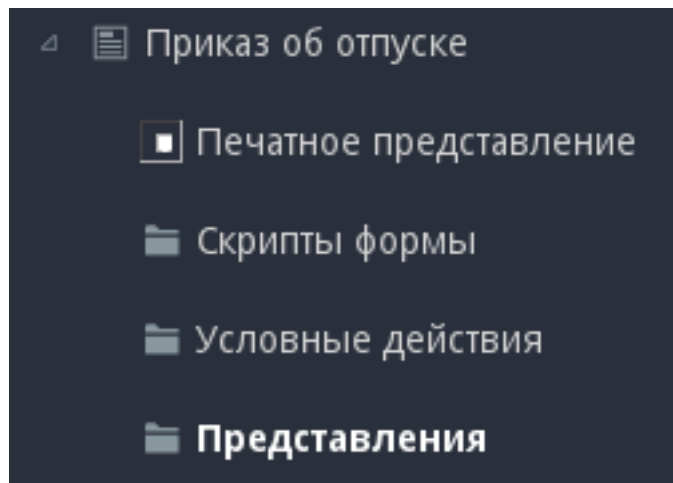 Приказ об отпуске
Печатное представление
Скрипты формы
Условные действия
Представления